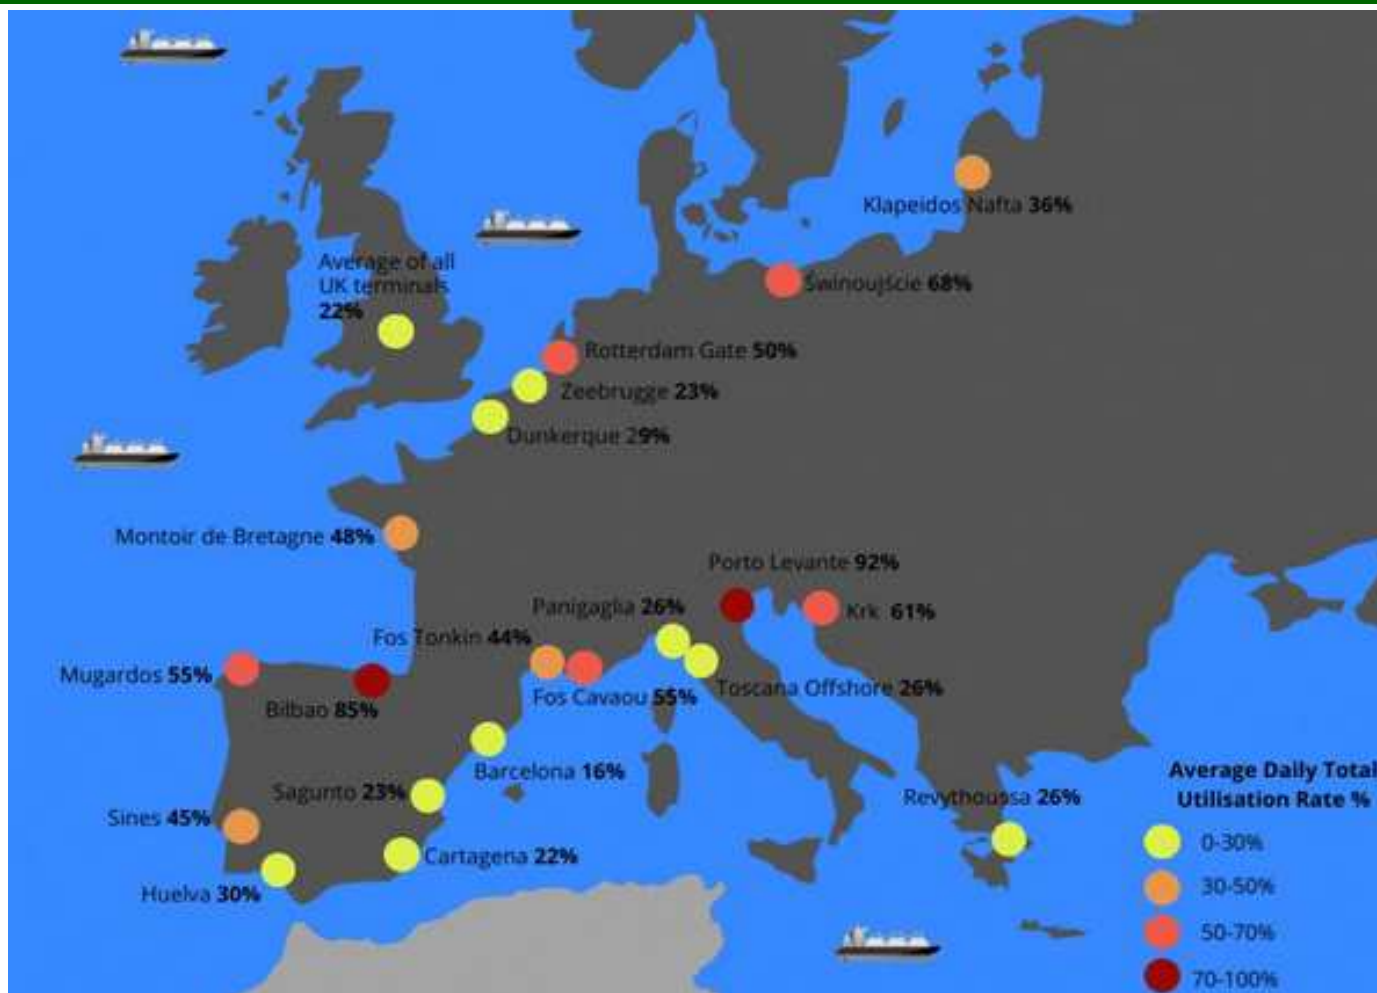 Klapeidos Nafta 36%
Świnoujście 68%
Average of all
UK terminals
22%
Rotterdam Gate 50%
Zeebrugge 23%
Dunkerque 29%
Montoir de Bretagne 48%
Porto Levante 92%
Panigaglia 26%
Krk 61%
Fos Tonkin 44%
Mugardos 55%
Toscana Offshore 26%
Fos Cavaou 55%
Bilbao 85%
Barcelona 16%
Sagunto 23%
Revythoussa 26%
Sines 45%
Cartagena 22%
Huelva 30%
Average Daily Total
Utilisation Rate %
0-30%
30-50%
50-70%
70-100%